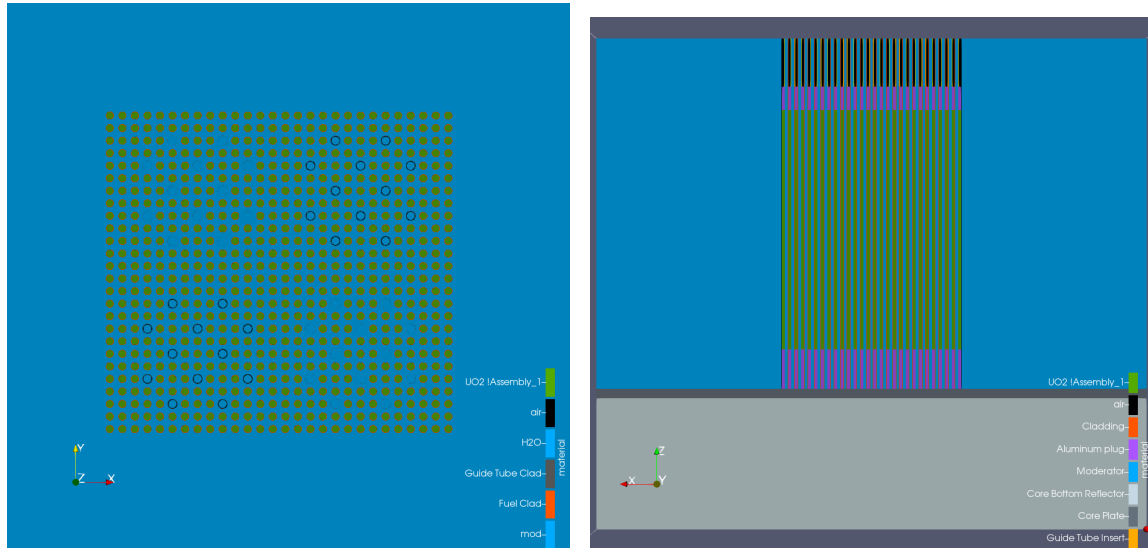 UO2 !Assembly_1
air
H2O
Guide Tube Clad
Fuel Clad
mod
material
Y
Z
X
UO2 !Assembly_1
air
Cladding
Aluminum plug
Moderator
Core Bottom Reflector
Core Plate
Guide Tube Insert
material
Z
X
Y